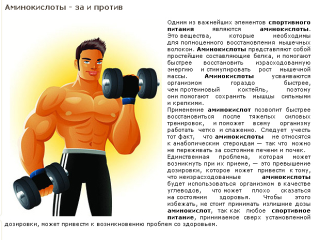 Аминокислоты - за и против
Одним из важнейших элементов спортивного
питания являются аминокислоты.
Это вещества, которые необходимы
для полноценного восстановления мышечных
волокон. Аминокислоты представляют собой
простейшие составляющие белка, и помогают
быстрее восстановить израсходованную
энергию и стимулировать рост мышечной
массы. Аминокислоты усваиваются
организмом гораздо быстрее,
чем протеиновый коктейль, поэтому
они помогают сохранить мышцы сильными
и крепкими.
Применение аминокислот позволит быстрее
восстановиться после тяжелых силовых
тренировок, и поможет всему организму
работать четко и слаженно. Следует учесть
тот факт, что аминокислоты не относятся
к анаболическим стероидам — так что можно
не переживать за состояние печени и почек.
Единственная проблема, которая может
возникнуть при их приеме, — это превышение
дозировки, которое может привести к тому,
что неизрасходованные аминокислоты
будет использоваться организмом в качестве
углеводов, что может плохо сказаться
на состоянии здоровья. Чтобы этого
избежать, не стоит принимать излишние дозы
аминокислот, так как любое спортивное
питание, принимаемое сверх установленной
дозировки, может привести к возникновению проблем со здоровьем.